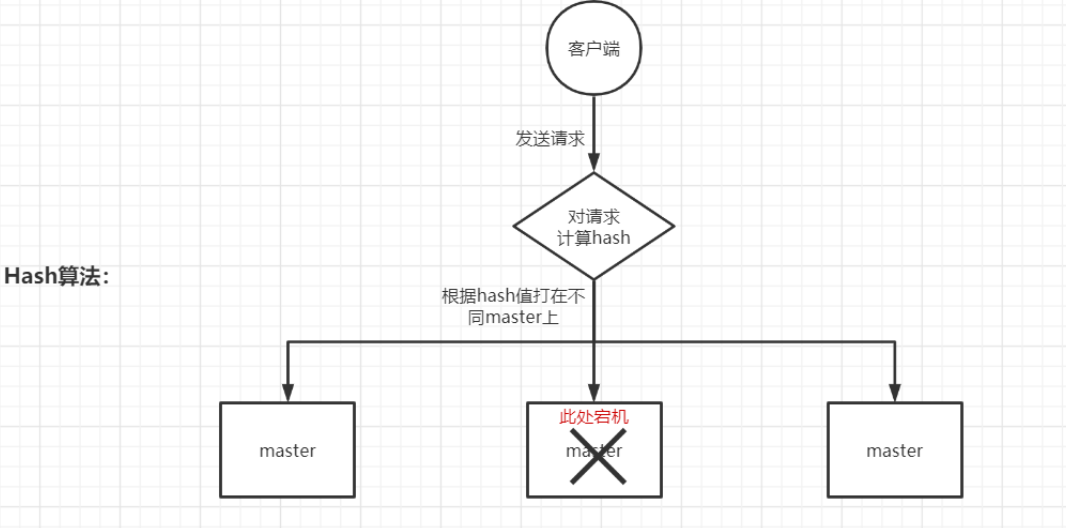 客户端
发送请求
对请求
计算hash
Hash算法：
根据hash值打在不
同master上
此处宕机
master
master
master